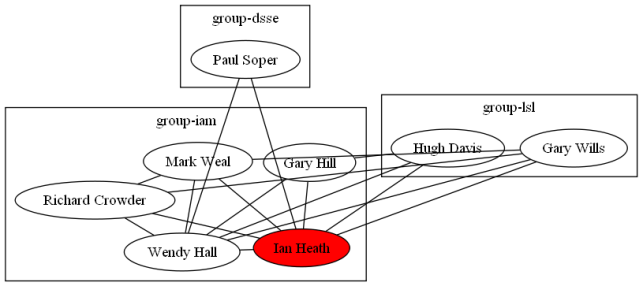 group-dsse
Paul Soper
group-lsl
group-iam
Hugh Davis
Gary Wills
Mark Weal
Gary Hill
Richard Crowder
Wendy Hall
Ian Heath